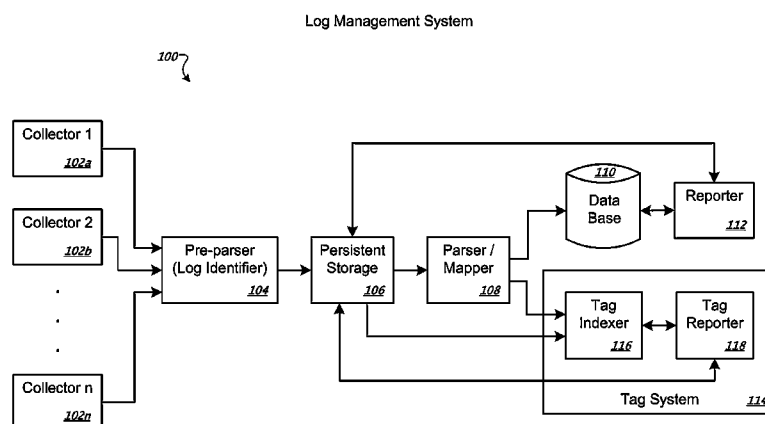 Log Management System
100
Collector 1
102a
Collector 2
102b
Collector n
102n
Pre-parser
(Log Identifier)
104
Persistent
Storage
106
Parser /
Mapper
108
110
Data
Base
Reporter
112
Tag
Indexer
116
Tag
Reporter
118
Tag System
114